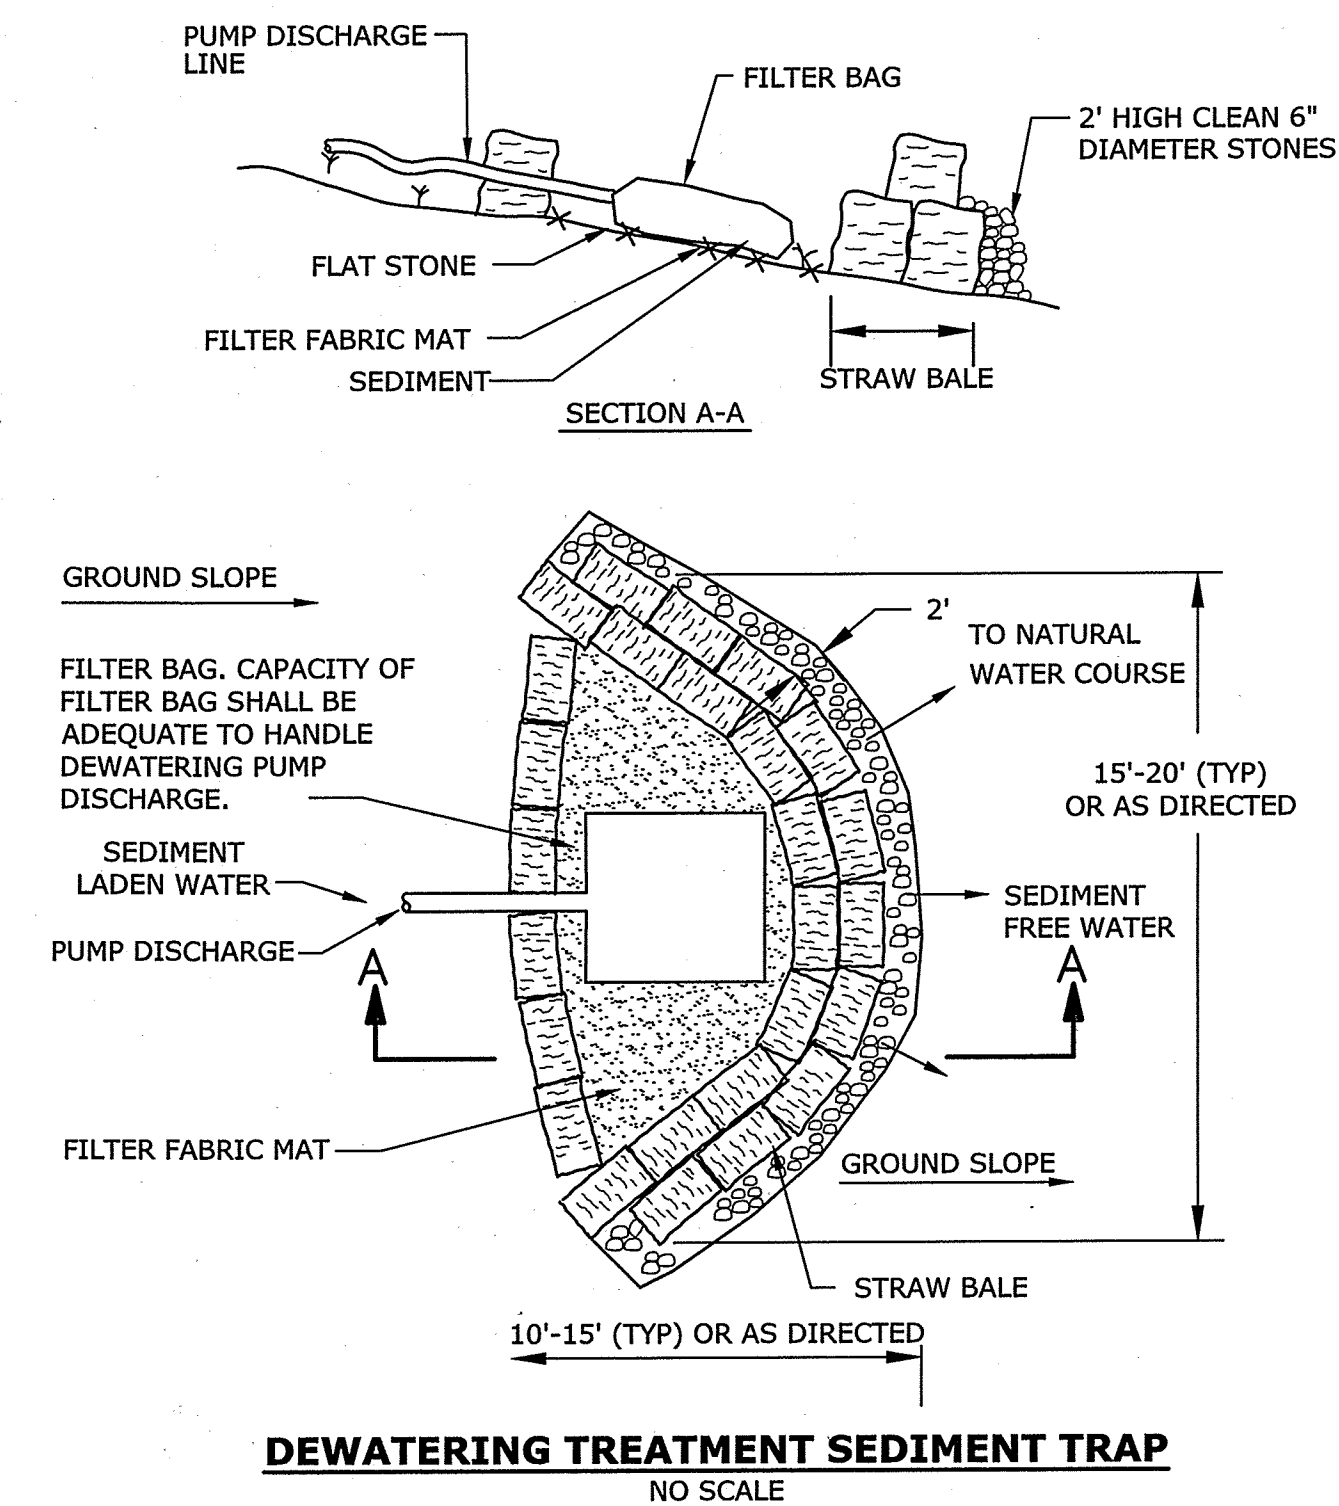 PUMP DISCHARGE
LINE
FILTER BAG
2' HIGH CLEAN 6"
DIAMETER STONES
FLAT STONE
FILTER FABRIC MAT
SEDIMENT
STRAW BALE
SECTION A-A
GROUND SLOPE
2'
TO NATURAL
WATER COURSE
FILTER BAG. CAPACITY OF
FILTER BAG SHALL BE
ADEQUATE TO HANDLE
DEWATERING PUMP
DISCHARGE.
15'-20' (TYP)
OR AS DIRECTED
SEDIMENT
LADEN WATER
PUMP DISCHARGE
SEDIMENT
FREE WATER
A
A
FILTER FABRIC MAT
GROUND SLOPE
STRAW BALE
10'-15' (TYP) OR AS DIRECTED
DEWATERING TREATMENT SEDIMENT TRAP
NO SCALE